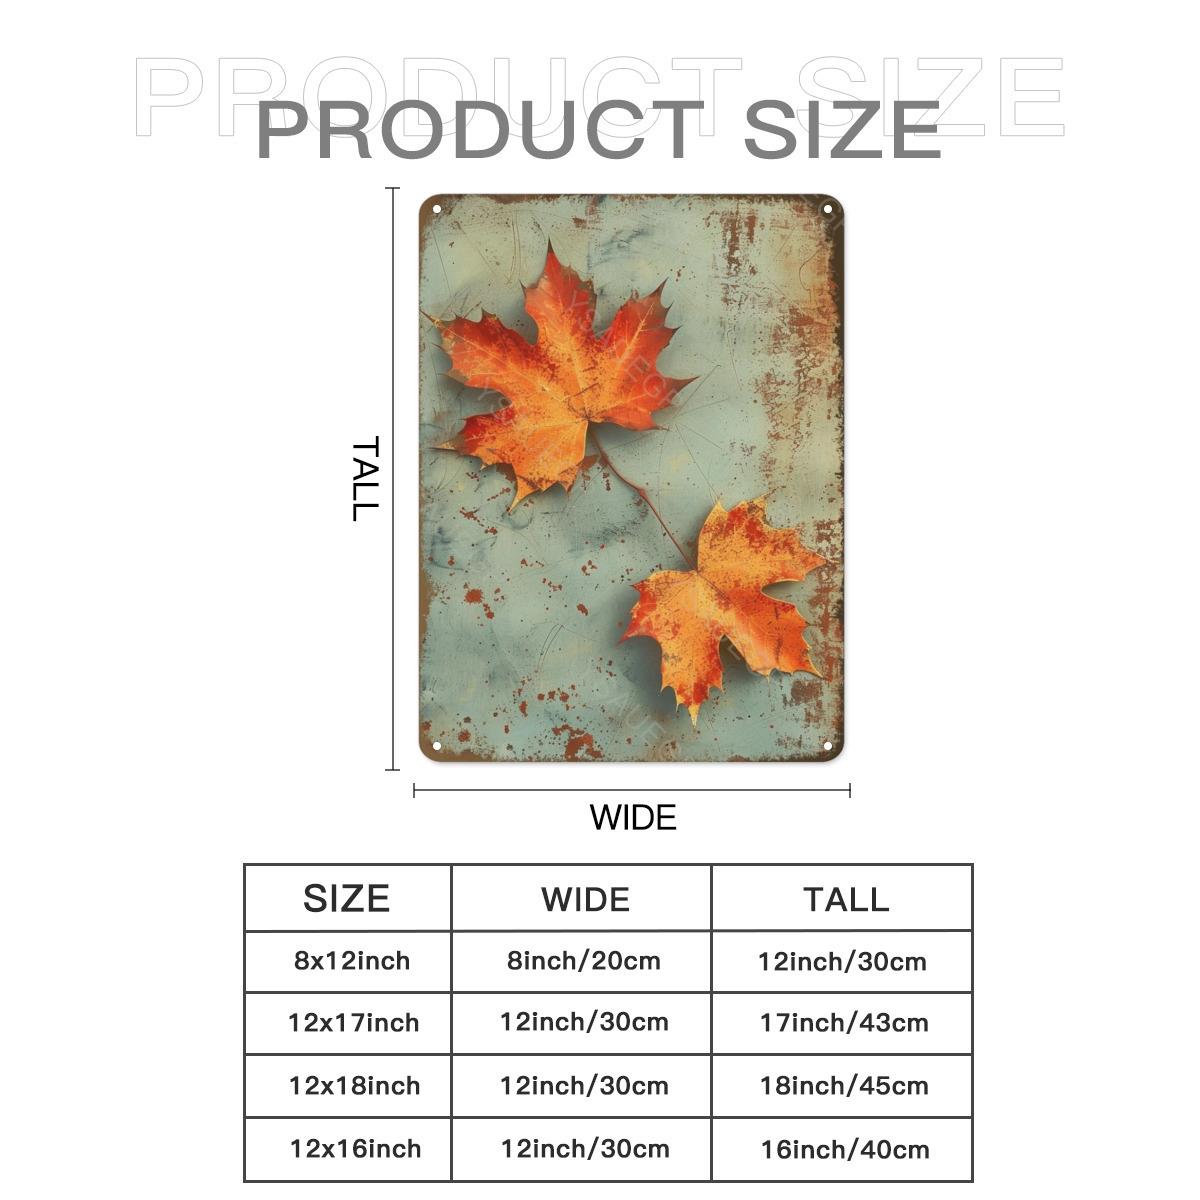 PRODUCT SIZE
PRODUCT SIZE
TALL
WIDE
SIZE WIDE TALL
8x12inch 8inch/20cm 12inch/30cm
12x17inch 12inch/30cm 17inch/43cm
12x18inch 12inch/30cm 18inch/45cm
12x16inch 12inch/30cm 16inch/40cm